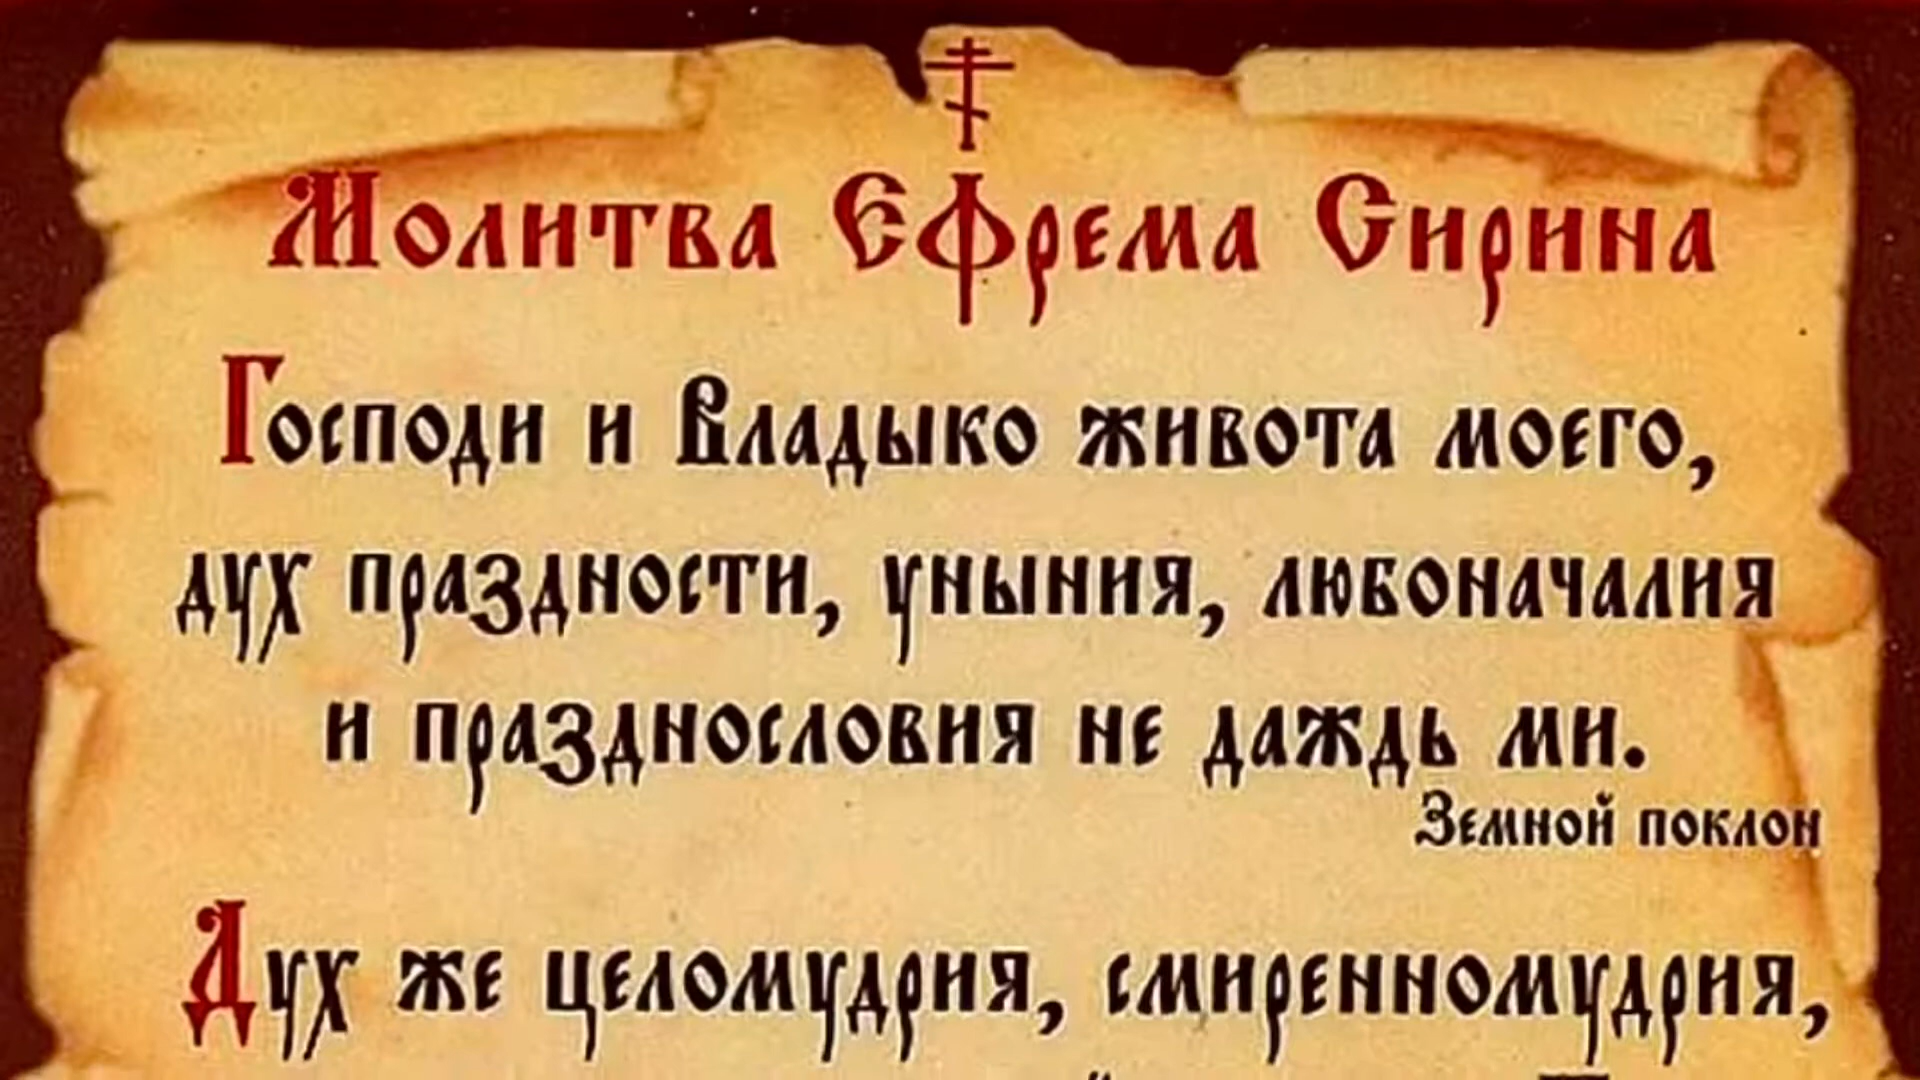 Молитва Ефрема Сирина
Господи и Владыко живота моего,
дух праздности, уныния, любоначалия
и празднословия не даждь ми.
Земной поклон
Дух же целомудрия, смиренномудрия,